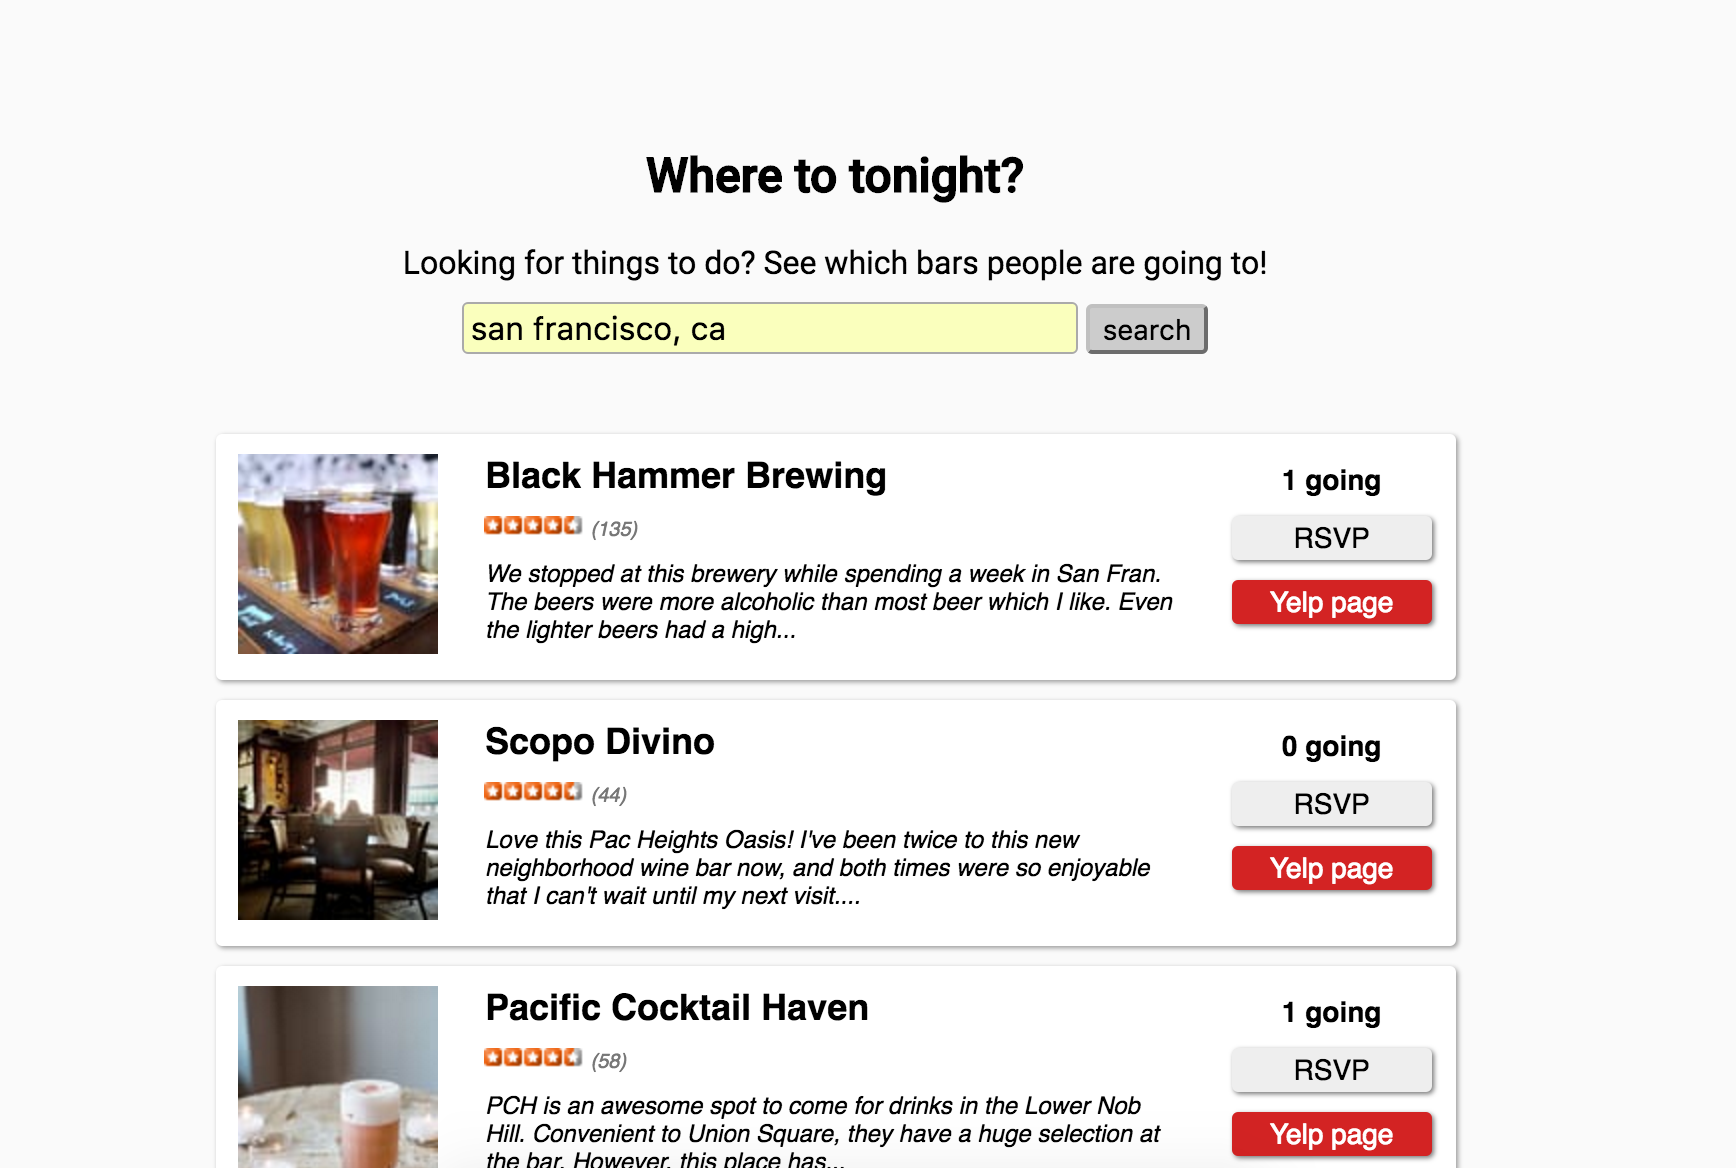 Where to tonight?
Looking for things to do? See which bars people are going to!
san francisco, ca
search
Black Hammer Brewing
(135)
We stopped at this brewery while spending a week in San Fran.
The beers were more alcoholic than most beer which I like. Even
the lighter beers had a high...
1 going
RSVP
Yelp page
Scopo Divino
(44)
Love this Pac Heights Oasis! I've been twice to this new
neighborhood wine bar now, and both times were so enjoyable
that I can't wait until my next visit....
0 going
RSVP
Yelp page
Pacific Cocktail Haven
(58)
PCH is an awesome spot to come for drinks in the Lower Nob
Hill. Convenient to Union Square, they have a huge selection at
the bar. However, this place has...
1 going
RSVP
Yelp page